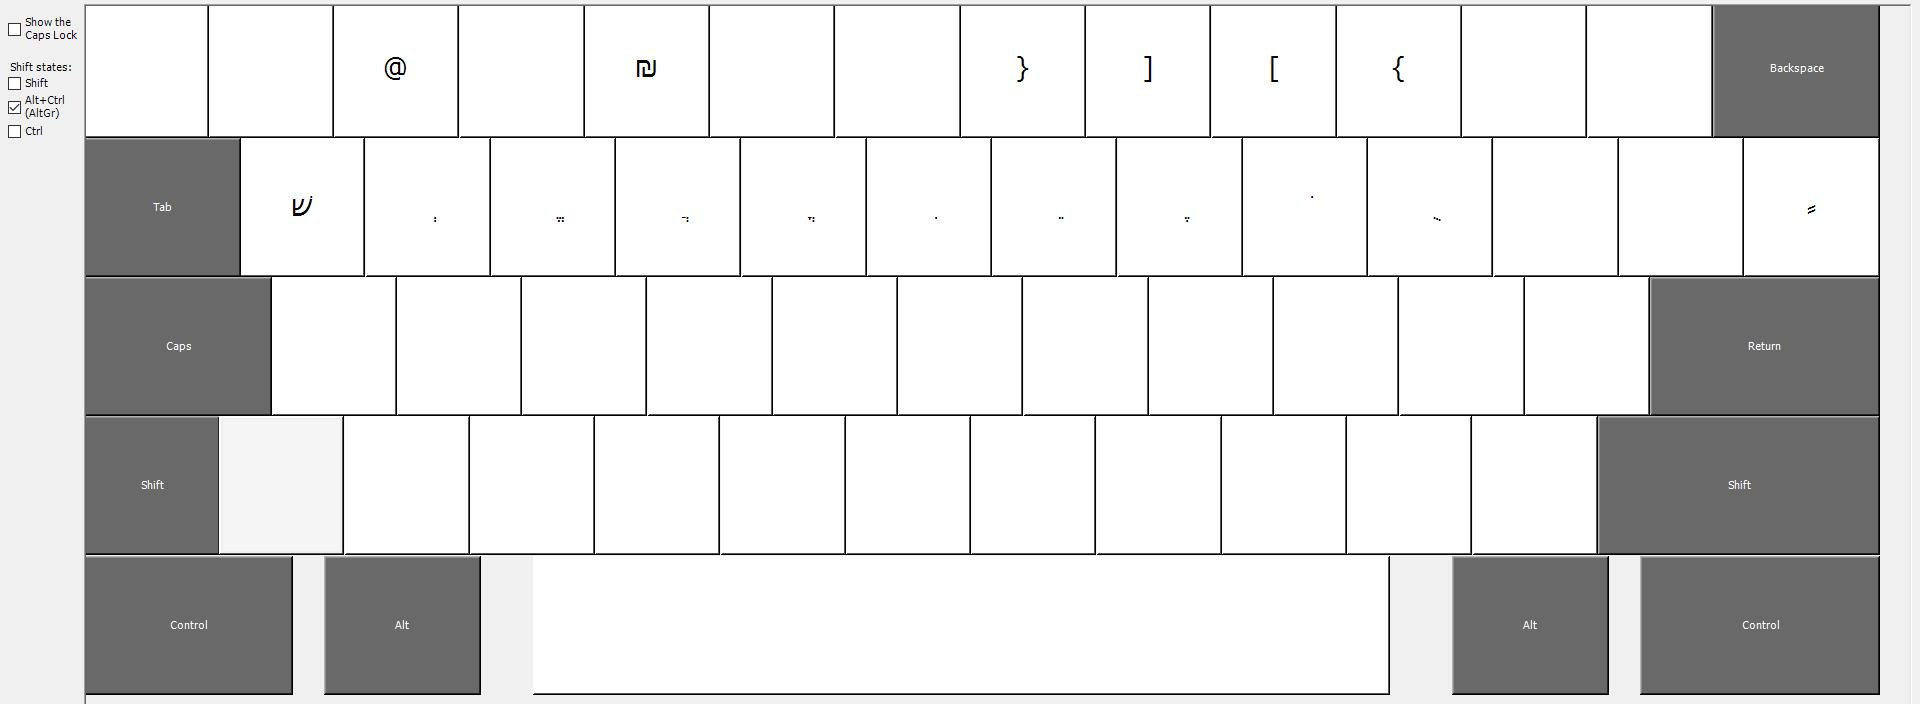 Show the
Caps Lock
Shift states:
Shift
Alt+Ctrl
(AltGr)
Ctrl
@ ₪ } ] [ { Backspace
Tab שׁ ְ ֱ ֲ ֳ ִ ֵ ֶ ֹ ֻ
Caps Return
Shift Shift
Control Alt Alt Control